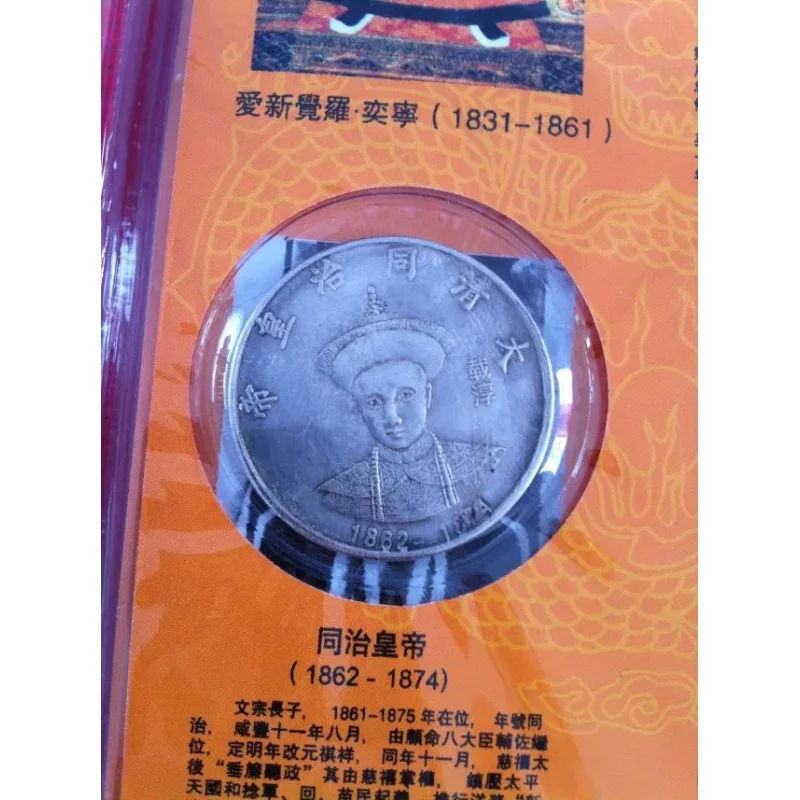 愛新覺羅·奕寧(1831-1861)
大清同治皇帝
載淳
1862-1874
同治皇帝
(1862-1874)
文宗長子, 1861-1875年在位, 年號同
治, 咸豐十一年八月, 由顧命八大臣輔佐繼
位, 定明年改元祺祥, 同年十一月, 慈禧太
後“垂簾聽政”其由慈禧掌權, 鎮壓太平
天國和捻軍、回、苗民起義, 推行洋務“新